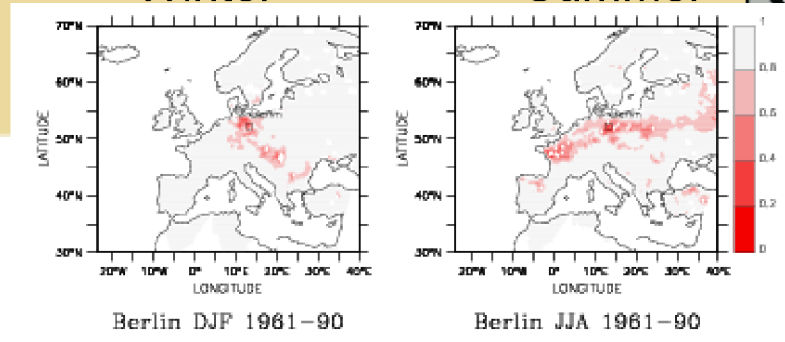 Winter
Summer
70°N
60°N
50°N
40°N
30°N
LATITUDE
Berlin
20°W 10°W 0° 10°E 20°E 30°E 40°E
LONGITUDE
Berlin DJF 1961-90
70°N
60°N
50°N
40°N
30°N
LATITUDE
Berlin
20°W 10°W 0° 10°E 20°E 30°E 40°E
LONGITUDE
Berlin JJA 1961-90
1
0.8
0.6
0.4
0.2
0